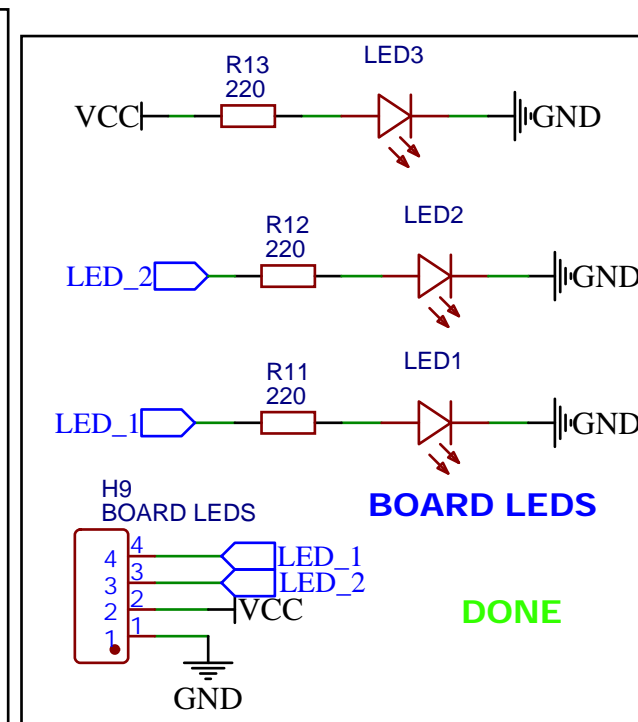 LED3
R13
220
VCC
GND
LED2
R12
220
LED_2
GND
LED1
R11
220
LED_1
GND
H9
BOARD LEDS
BOARD LEDS
4 4 LED_1
3 3 LED_2
2 2 VCC
1 1
GND
DONE